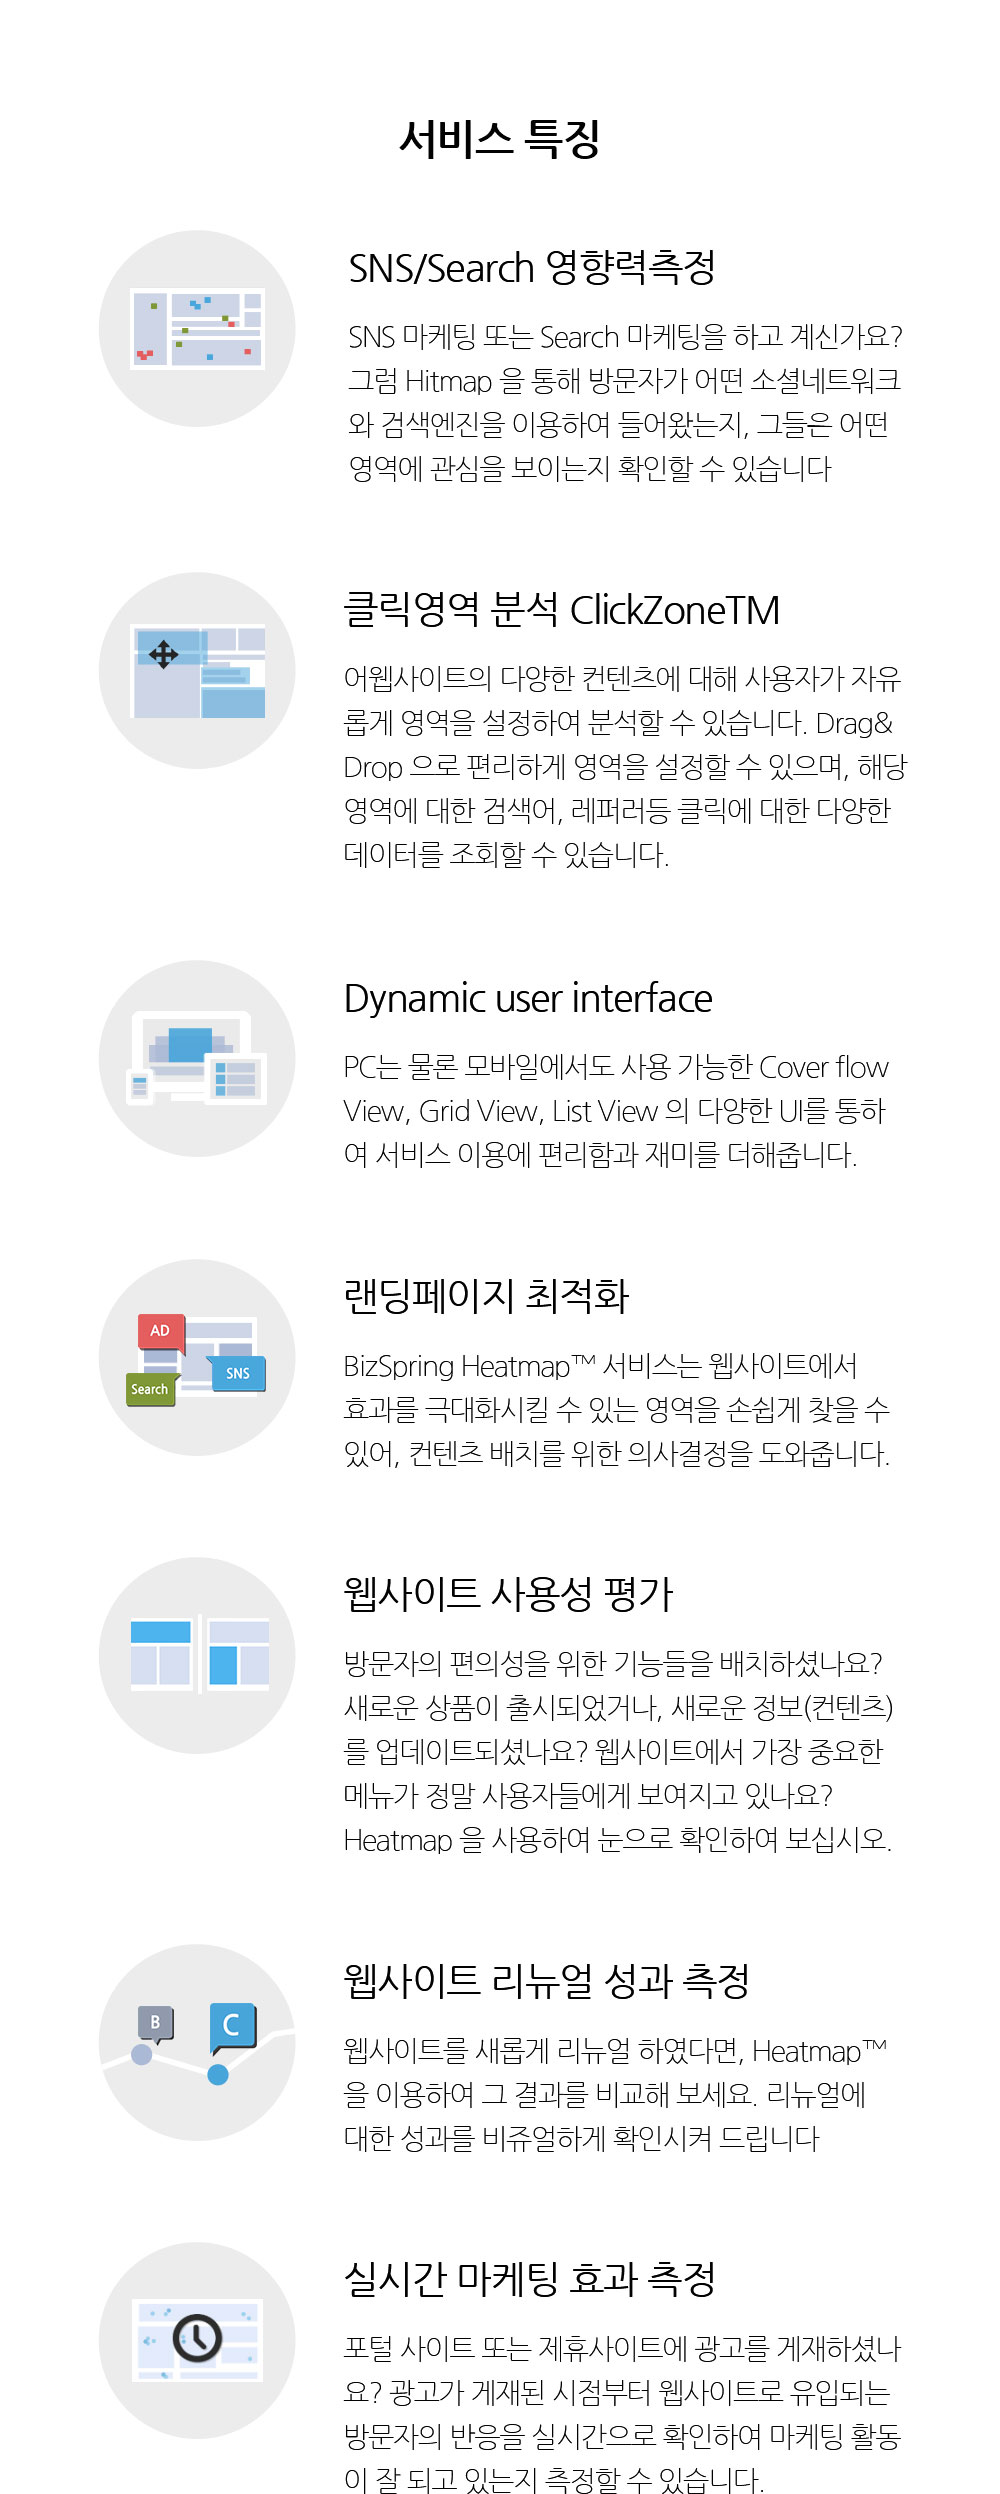 서비스 특징
SNS/Search 영향력측정
SNS 마케팅 또는 Search 마케팅을 하고 계신가요?
그럼 Hitmap 을 통해 방문자가 어떤 소셜네트워크
와 검색엔진을 이용하여 들어왔는지, 그들은 어떤
영역에 관심을 보이는지 확인할 수 있습니다
클릭영역 분석 ClickZoneTM
어웹사이트의 다양한 컨텐츠에 대해 사용자가 자유
롭게 영역을 설정하여 분석할 수 있습니다. Drag&
Drop 으로 편리하게 영역을 설정할 수 있으며, 해당
영역에 대한 검색어, 레퍼러등 클릭에 대한 다양한
데이터를 조회할 수 있습니다.
Dynamic user interface
PC는 물론 모바일에서도 사용 가능한 Cover flow
View, Grid View, List View 의 다양한 UI를 통하
여 서비스 이용에 편리함과 재미를 더해줍니다.
랜딩페이지 최적화
AD
SNS
Search
BizSpring Heatmap™ 서비스는 웹사이트에서
효과를 극대화시킬 수 있는 영역을 손쉽게 찾을 수
있어, 컨텐츠 배치를 위한 의사결정을 도와줍니다.
웹사이트 사용성 평가
방문자의 편의성을 위한 기능들을 배치하셨나요?
새로운 상품이 출시되었거나, 새로운 정보(컨텐츠)
를 업데이트되셨나요? 웹사이트에서 가장 중요한
메뉴가 정말 사용자들에게 보여지고 있나요?
Heatmap 을 사용하여 눈으로 확인하여 보십시오.
웹사이트 리뉴얼 성과 측정
B
C
웹사이트를 새롭게 리뉴얼 하였다면, Heatmap™
을 이용하여 그 결과를 비교해 보세요. 리뉴얼에
대한 성과를 비쥬얼하게 확인시켜 드립니다
실시간 마케팅 효과 측정
포털 사이트 또는 제휴사이트에 광고를 게재하셨나
요? 광고가 게재된 시점부터 웹사이트로 유입되는
방문자의 반응을 실시간으로 확인하여 마케팅 활동
이 잘 되고 있는지 측정할 수 있습니다.